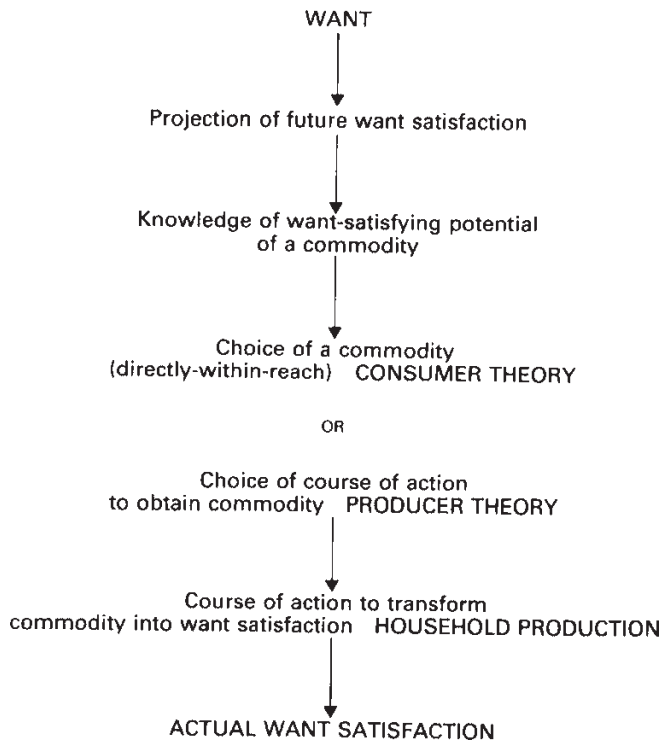 WANT
Projection of future want satisfaction
Knowledge of want-satisfying potential
of a commodity
Choice of a commodity
(directly-within-reach) CONSUMER THEORY
OR
Choice of course of action
to obtain commodity PRODUCER THEORY
Course of action to transform
commodity into want satisfaction HOUSEHOLD PRODUCTION
ACTUAL WANT SATISFACTION